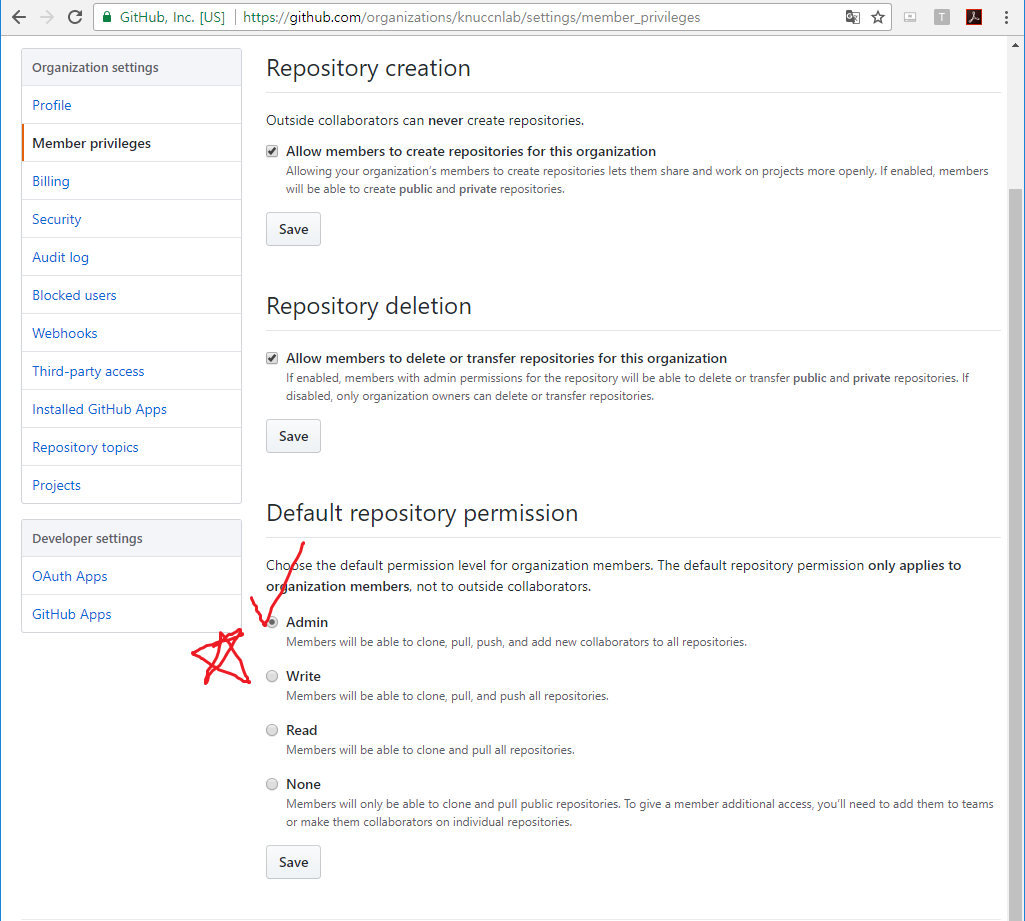 GitHub, Inc. [US]
https://github.com/organizations/knuccnlab/settings/member_privileges
T
Organization settings
Profile
Member privileges
Billing
Security
Audit log
Blocked users
Webhooks
Third-party access
Installed GitHub Apps
Repository topics
Projects
Developer settings
OAuth Apps
GitHub Apps
Repository creation
Outside collaborators can never create repositories.
Allow members to create repositories for this organization
Allowing your organization's members to create repositories lets them share and work on projects more openly. If enabled, members
will be able to create public and private repositories.
Save
Repository deletion
Allow members to delete or transfer repositories for this organization
If enabled, members with admin permissions for the repository will be able to delete or transfer public and private repositories. If
disabled, only organization owners can delete or transfer repositories.
Save
Default repository permission
Choose the default permission level for organization members. The default repository permission only applies to
organization members, not to outside collaborators.
Admin
Members will be able to clone, pull, push, and add new collaborators to all repositories.
Write
Members will be able to clone, pull, and push all repositories.
Read
Members will be able to clone and pull all repositories.
None
Members will only be able to clone and pull public repositories. To give a member additional access, you'll need to add them to teams
or make them collaborators on individual repositories.
Save